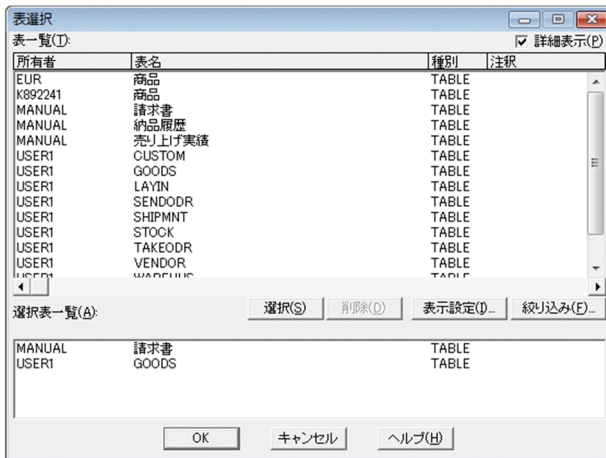 表選択
表一覧(T):
詳細表示(P)
所有者 表名 種別 注釈
EUR 商品 TABLE
K892241 商品 TABLE
MANUAL 請求書 TABLE
MANUAL 納品履歴 TABLE
MANUAL 売り上げ実績 TABLE
USER1 CUSTOM TABLE
USER1 GOODS TABLE
USER1 LAYIN TABLE
USER1 SENDODR TABLE
USER1 SHIPMNT TABLE
USER1 STOCK TABLE
USER1 TAKEODR TABLE
USER1 VENDOR TABLE
USER1 TABLE
選択表一覧(A):
選択(S) 削除(D) 表示設定(I)... 絞り込み(F)...
MANUAL 請求書 TABLE
USER1 GOODS TABLE
OK キャンセル ヘルプ(H)